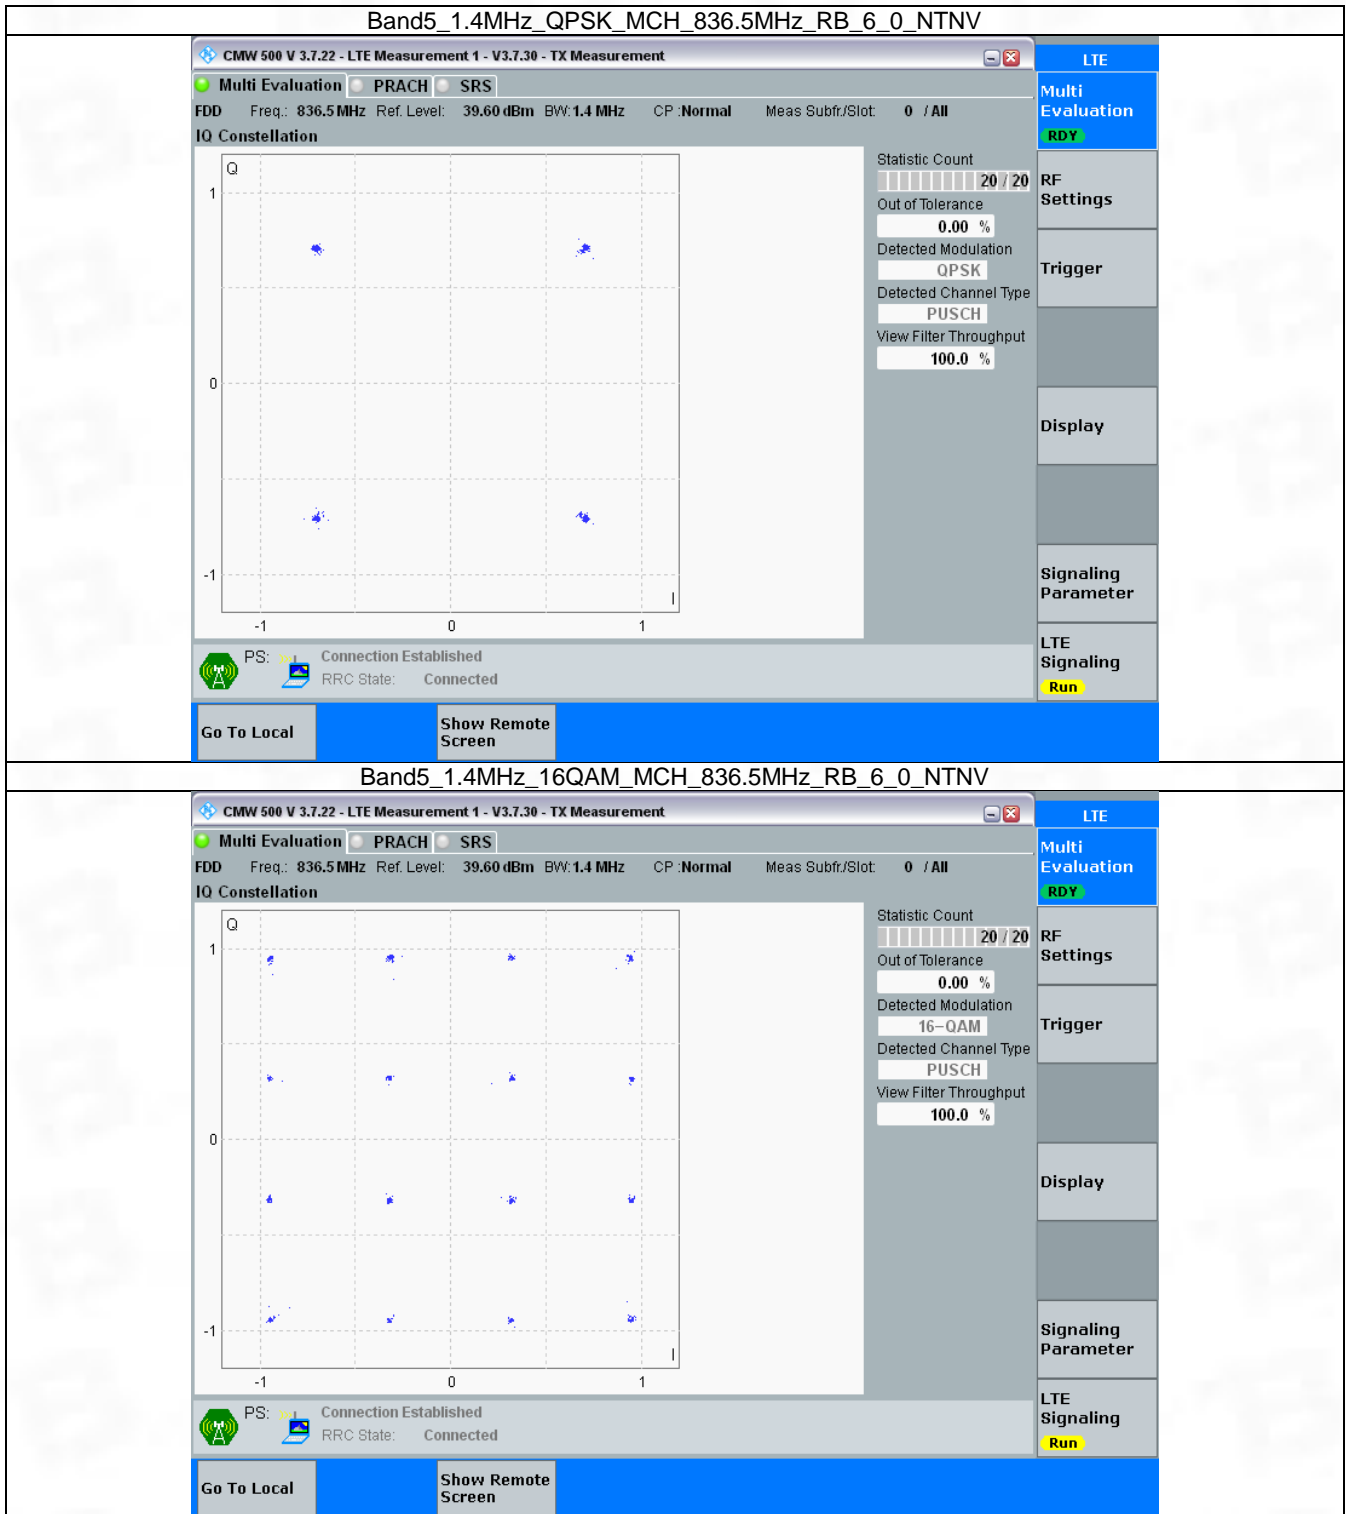 Band5_1.4MHz_QPSK_MCH_836.5MHz_RB_6_0_NTNV
CMW 500 V 3.7.22 - LTE Measurement 1 - V3.7.30 - TX Measurement
LTE
Multi Evaluation PRACH SRS
Multi
Evaluation
RDY
FDD Freq.: 836.5 MHz Ref. Level: 39.60 dBm BW: 1.4 MHz CP : Normal Meas Subfr./Slot: 0 / All
IQ Constellation
Q
1
0
-1
I
-1 0 1
Statistic Count
20 / 20
Out of Tolerance
0.00 %
Detected Modulation
QPSK
Detected Channel Type
PUSCH
View Filter Throughput
100.0 %
RF
Settings
Trigger
Display
Signaling
Parameter
LTE
Signaling
Run
PS: Connection Established
RRC State: Connected
Go To Local
Show Remote
Screen
Band5_1.4MHz_16QAM_MCH_836.5MHz_RB_6_0_NTNV
CMW 500 V 3.7.22 - LTE Measurement 1 - V3.7.30 - TX Measurement
LTE
Multi Evaluation PRACH SRS
Multi
Evaluation
RDY
FDD Freq.: 836.5 MHz Ref. Level: 39.60 dBm BW: 1.4 MHz CP : Normal Meas Subfr./Slot: 0 / All
IQ Constellation
Q
1
0
-1
I
-1 0 1
Statistic Count
20 / 20
Out of Tolerance
0.00 %
Detected Modulation
16-QAM
Detected Channel Type
PUSCH
View Filter Throughput
100.0 %
RF
Settings
Trigger
Display
Signaling
Parameter
LTE
Signaling
Run
PS: Connection Established
RRC State: Connected
Go To Local
Show Remote
Screen